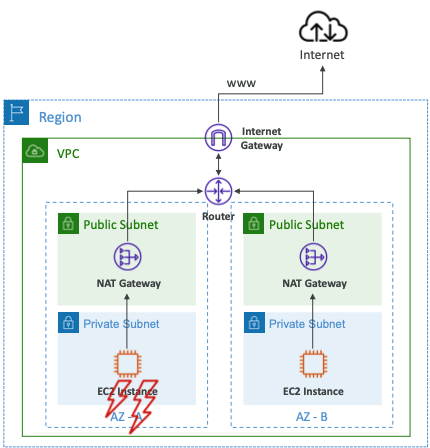 Internet
www
Region
Internet
Gateway
VPC
Router
Public Subnet
Public Subnet
NAT Gateway
NAT Gateway
Private Subnet
Private Subnet
EC2 Instance
EC2 Instance
AZ - A
AZ - B